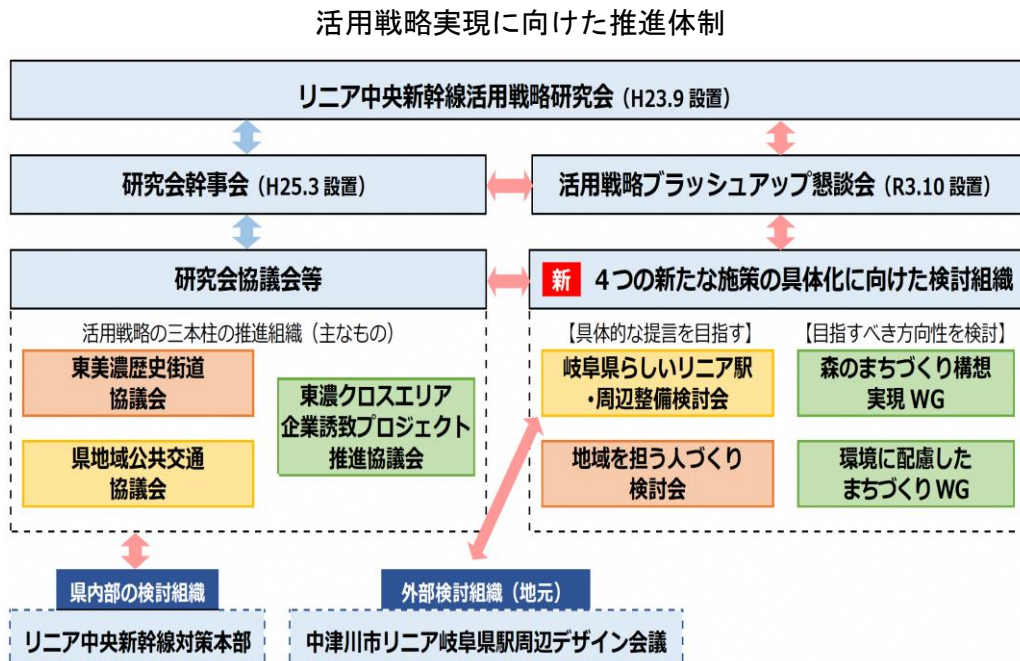 活用戦略実現に向けた推進体制
リニア中央新幹線活用戦略研究会（H23.9 設置）
研究会幹事会（H25.3 設置）
活用戦略ブラッシュアップ懇談会（R3.10 設置）
研究会協議会等
新 ４つの新たな施策の具体化に向けた検討組織
活用戦略の三本柱の推進組織（主なもの）
東美濃歴史街道
協議会
県地域公共交通
協議会
東濃クロスエリア
企業誘致プロジェクト
推進協議会
【具体的な提言を目指す】
【目指すべき方向性を検討】
岐阜県らしいリニア駅
・周辺整備検討会
森のまちづくり構想
実現 WG
地域を担う人づくり
検討会
環境に配慮した
まちづくり WG
県内部の検討組織
リニア中央新幹線対策本部
外部検討組織（地元）
中津川市リニア岐阜県駅周辺デザイン会議